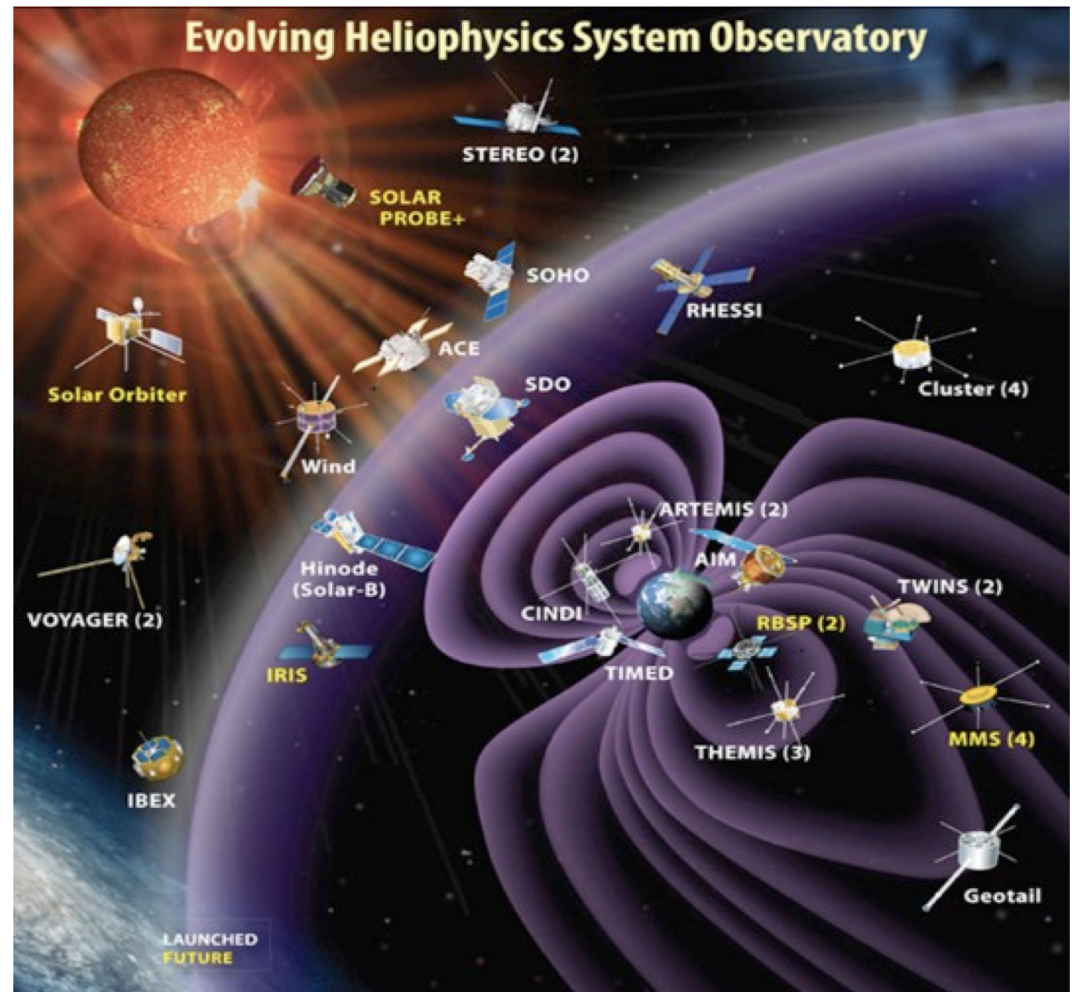 Evolving Heliophysics System Observatory
STEREO (2)
SOLAR
PROBE+
SOHO
RHESSI
ACE
Solar Orbiter
SDO
Cluster (4)
Wind
ARTEMIS (2)
AIM
Hinode
(Solar-B)
TWINS (2)
CINDI
VOYAGER (2)
RBSP (2)
IRIS
TIMED
MMS (4)
THEMIS (3)
IBEX
Geotail
LAUNCHED
FUTURE